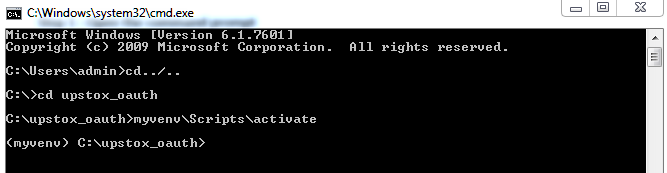 C:\Windows\system32\cmd.exe
Microsoft Windows [Version 6.1.7601]
Copyright (c) 2009 Microsoft Corporation.  All rights reserved.
C:\Users\admin>cd../..
C:\>cd upstox_oauth
C:\upstox_oauth>myvenv\Scripts\activate
(myvenv) C:\upstox_oauth>